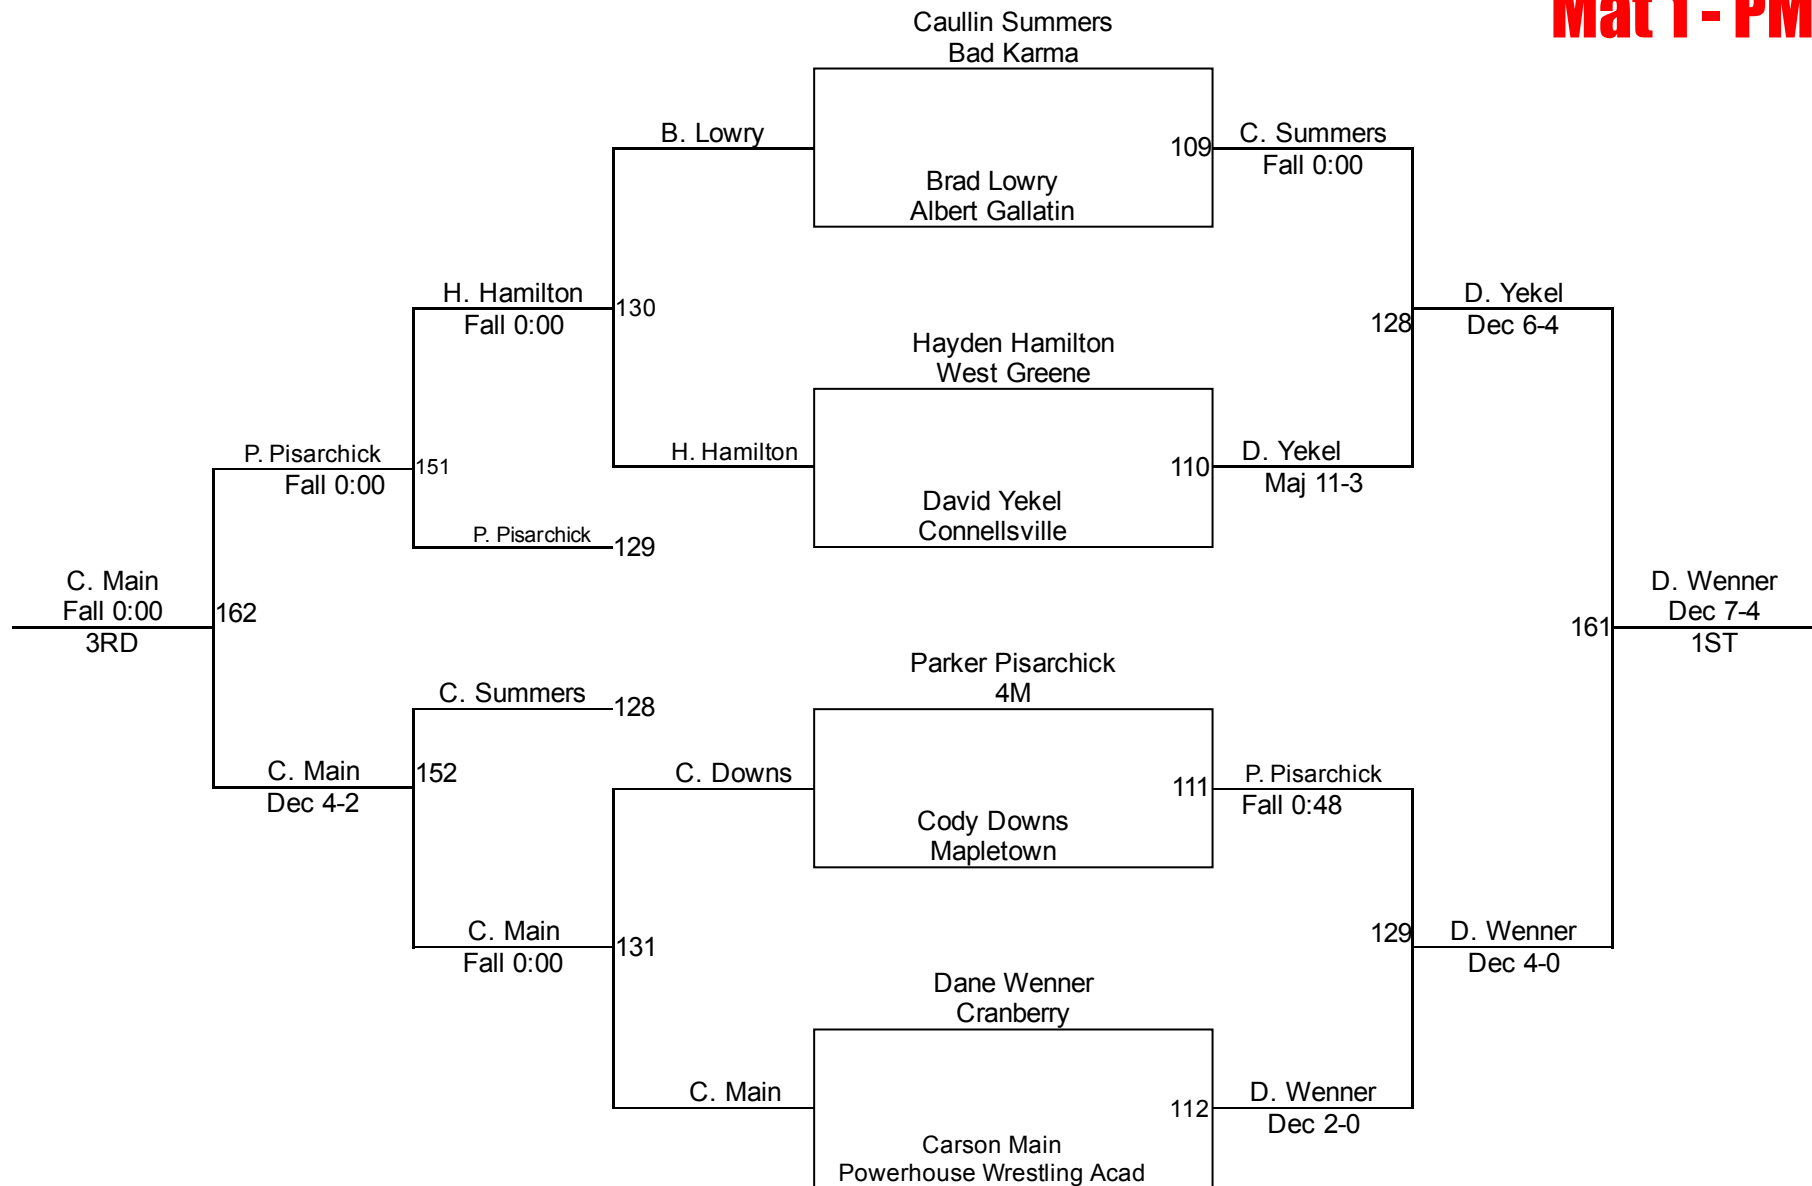 Mat 1 - PM
Caullin Summers
Bad Karma
B. Lowry
109
C. Summers
Fall 0:00
Brad Lowry
Albert Gallatin
H. Hamilton
Fall 0:00
130
128
D. Yekel
Dec 6-4
Hayden Hamilton
West Greene
P. Pisarchick
Fall 0:00
151
H. Hamilton
110
D. Yekel
Maj 11-3
David Yekel
Connellsville
P. Pisarchick
129
C. Main
Fall 0:00
3RD
162
161
D. Wenner
Dec 7-4
1ST
Parker Pisarchick
4M
C. Summers
128
C. Main
Dec 4-2
152
C. Downs
111
P. Pisarchick
Fall 0:48
Cody Downs
Mapletown
C. Main
Fall 0:00
131
129
D. Wenner
Dec 4-0
Dane Wenner
Cranberry
C. Main
112
D. Wenner
Dec 2-0
Carson Main
Powerhouse Wrestling Acad